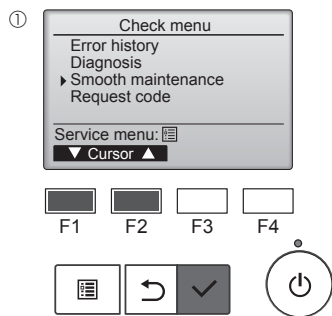 ①
Check menu
Error history
Diagnosis
Smooth maintenance
Request code
Service menu:
▼ Cursor ▲
F1 F2 F3 F4